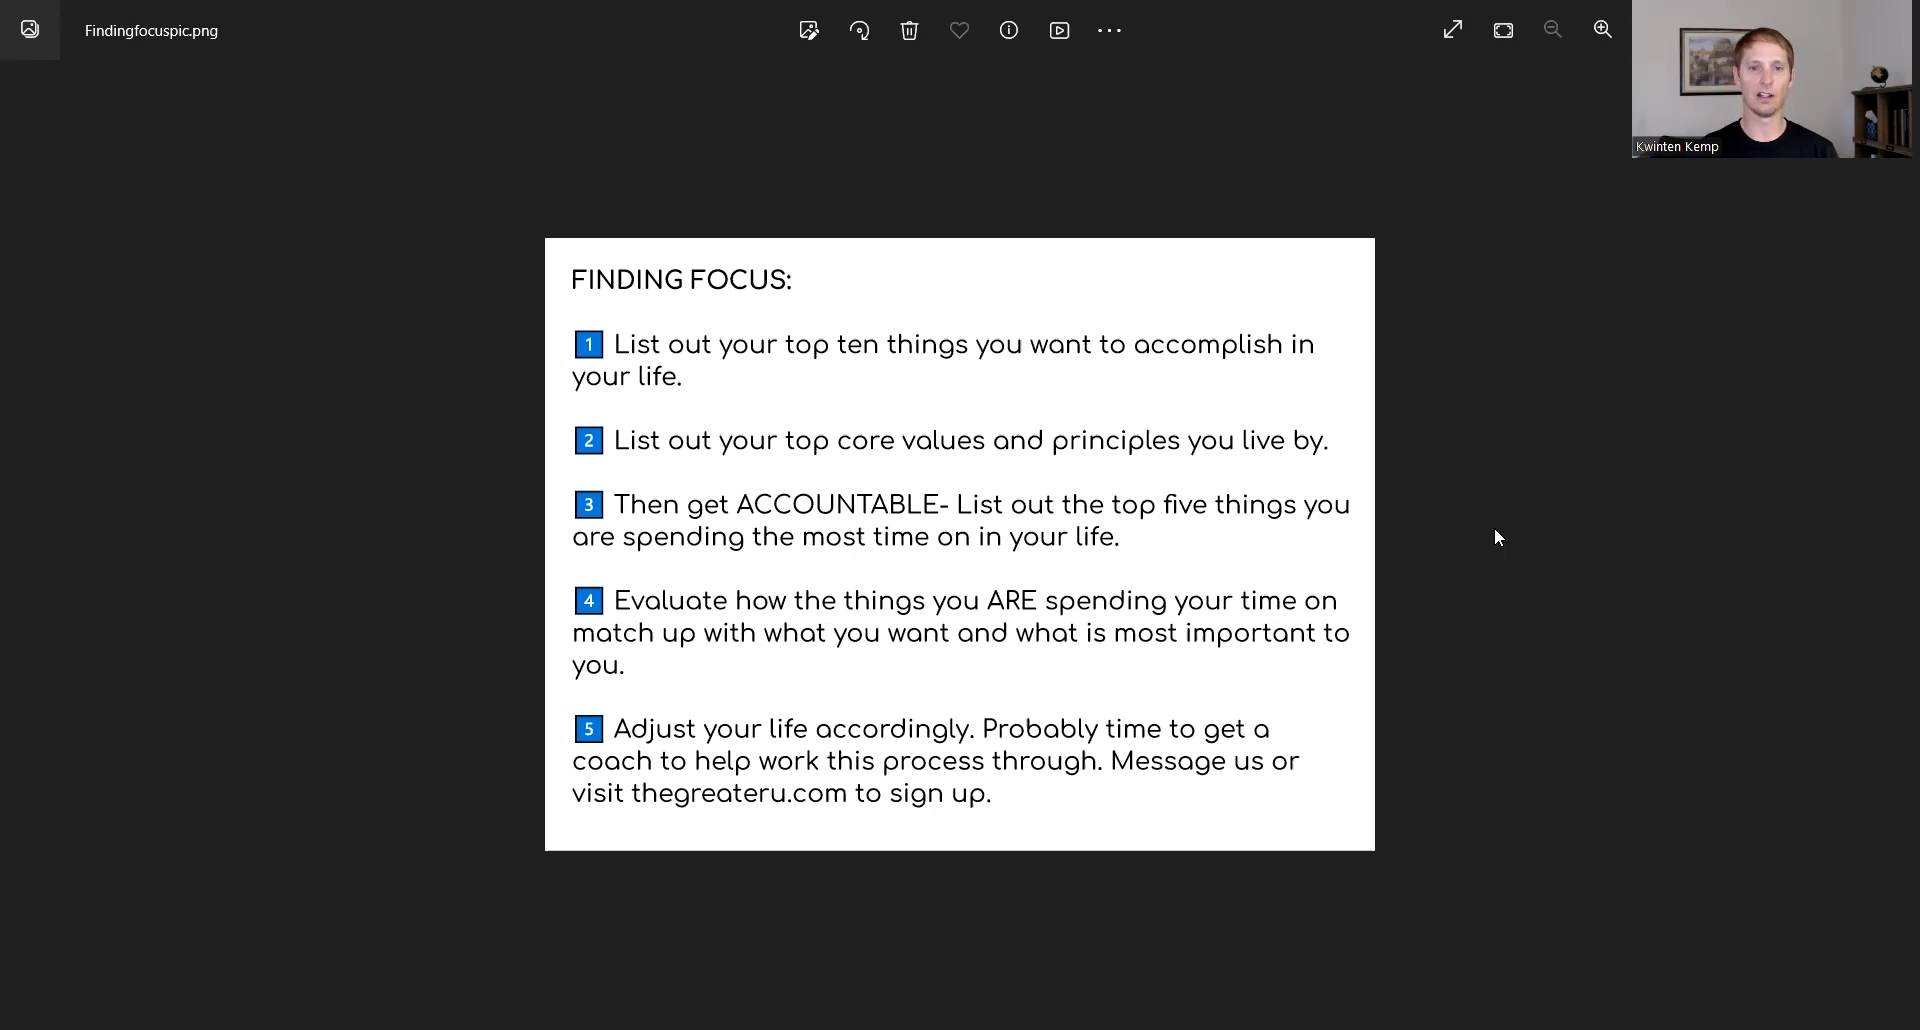 Findingfocuspic.png
Kwinten Kemp
FINDING FOCUS:
1 List out your top ten things you want to accomplish in
your life.
2 List out your top core values and principles you live by.
3 Then get ACCOUNTABLE- List out the top five things you
are spending the most time on in your life.
4 Evaluate how the things you ARE spending your time on
match up with what you want and what is most important to
you.
5 Adjust your life accordingly. Probably time to get a
coach to help work this process through. Message us or
visit thegreateru.com to sign up.